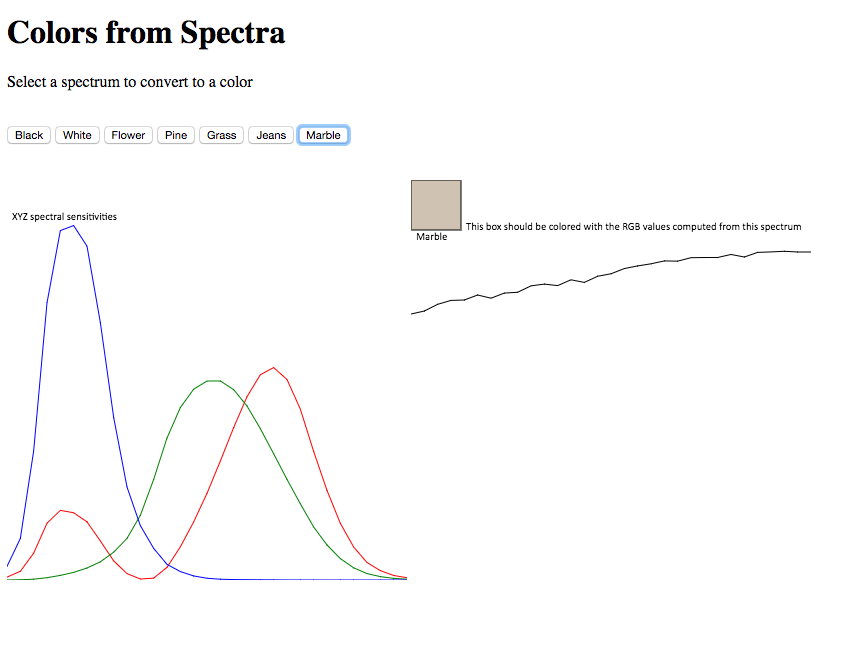 Colors from Spectra
Select a spectrum to convert to a color
Black White Flower Pine Grass Jeans Marble
XYZ spectral sensitivities
This box should be colored with the RGB values computed from this spectrum
Marble